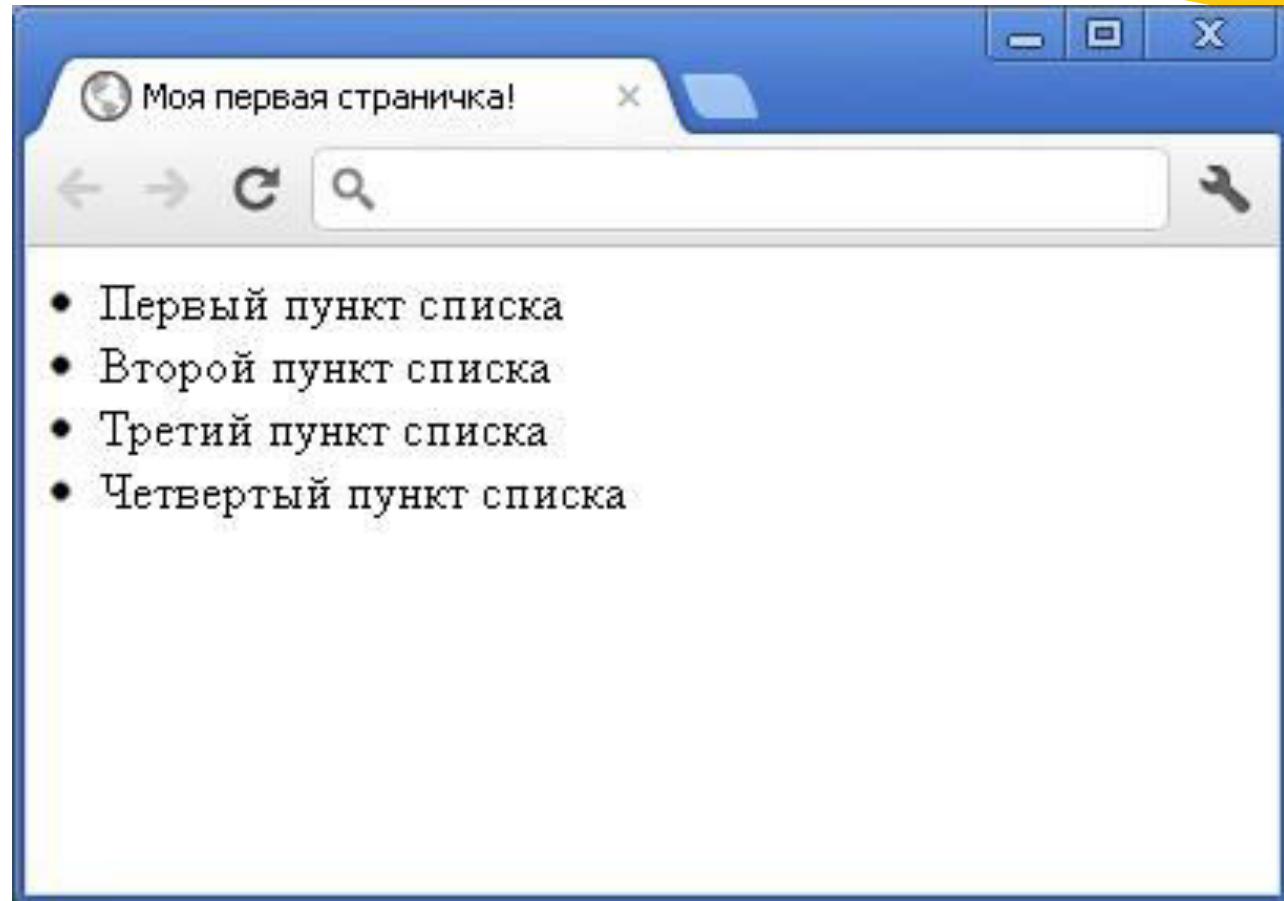 Моя первая страничка!
• Первый пункт списка
• Второй пункт списка
• Третий пункт списка
• Четвертый пункт списка